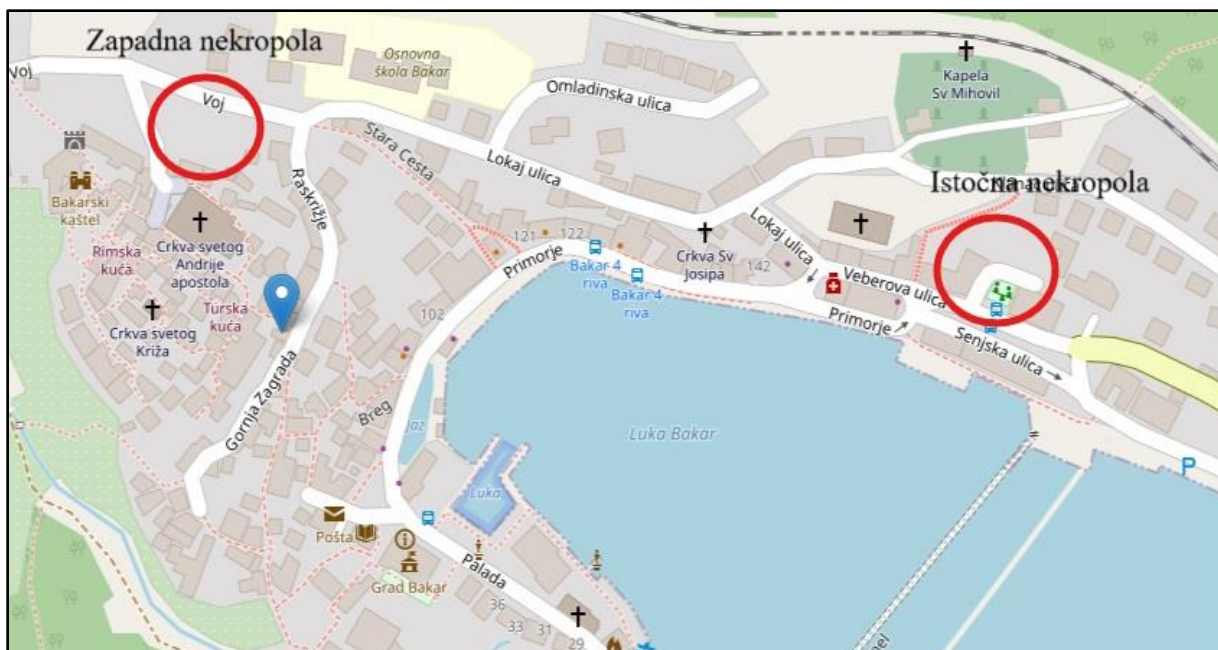 Zapadna nekropola
Osnovna
škola Bakar
Kapela
Sv Mihovil
Voj
Voj
Omladinska ulica
Stara Cesta
Lokaj ulica
Istočna nekropola
Bakarski
kaštel
Raskrižje
Rimska
kuća
Crkva svetog
Andrije
apostola
121
122
Primorje
Bakar 4
riva
Bakar 4
riva
Crkva Sv
Josipa
142
Lokaj ulica
Veberova ulica
Primorje
Senjska ulica
Turska
kuća
Crkva svetog
Križa
102
Gornja Zagrada
Breg
Jaz
Luka Bakar
Luka
P
Pošta
Grad Bakar
Palada
36
33
31
29